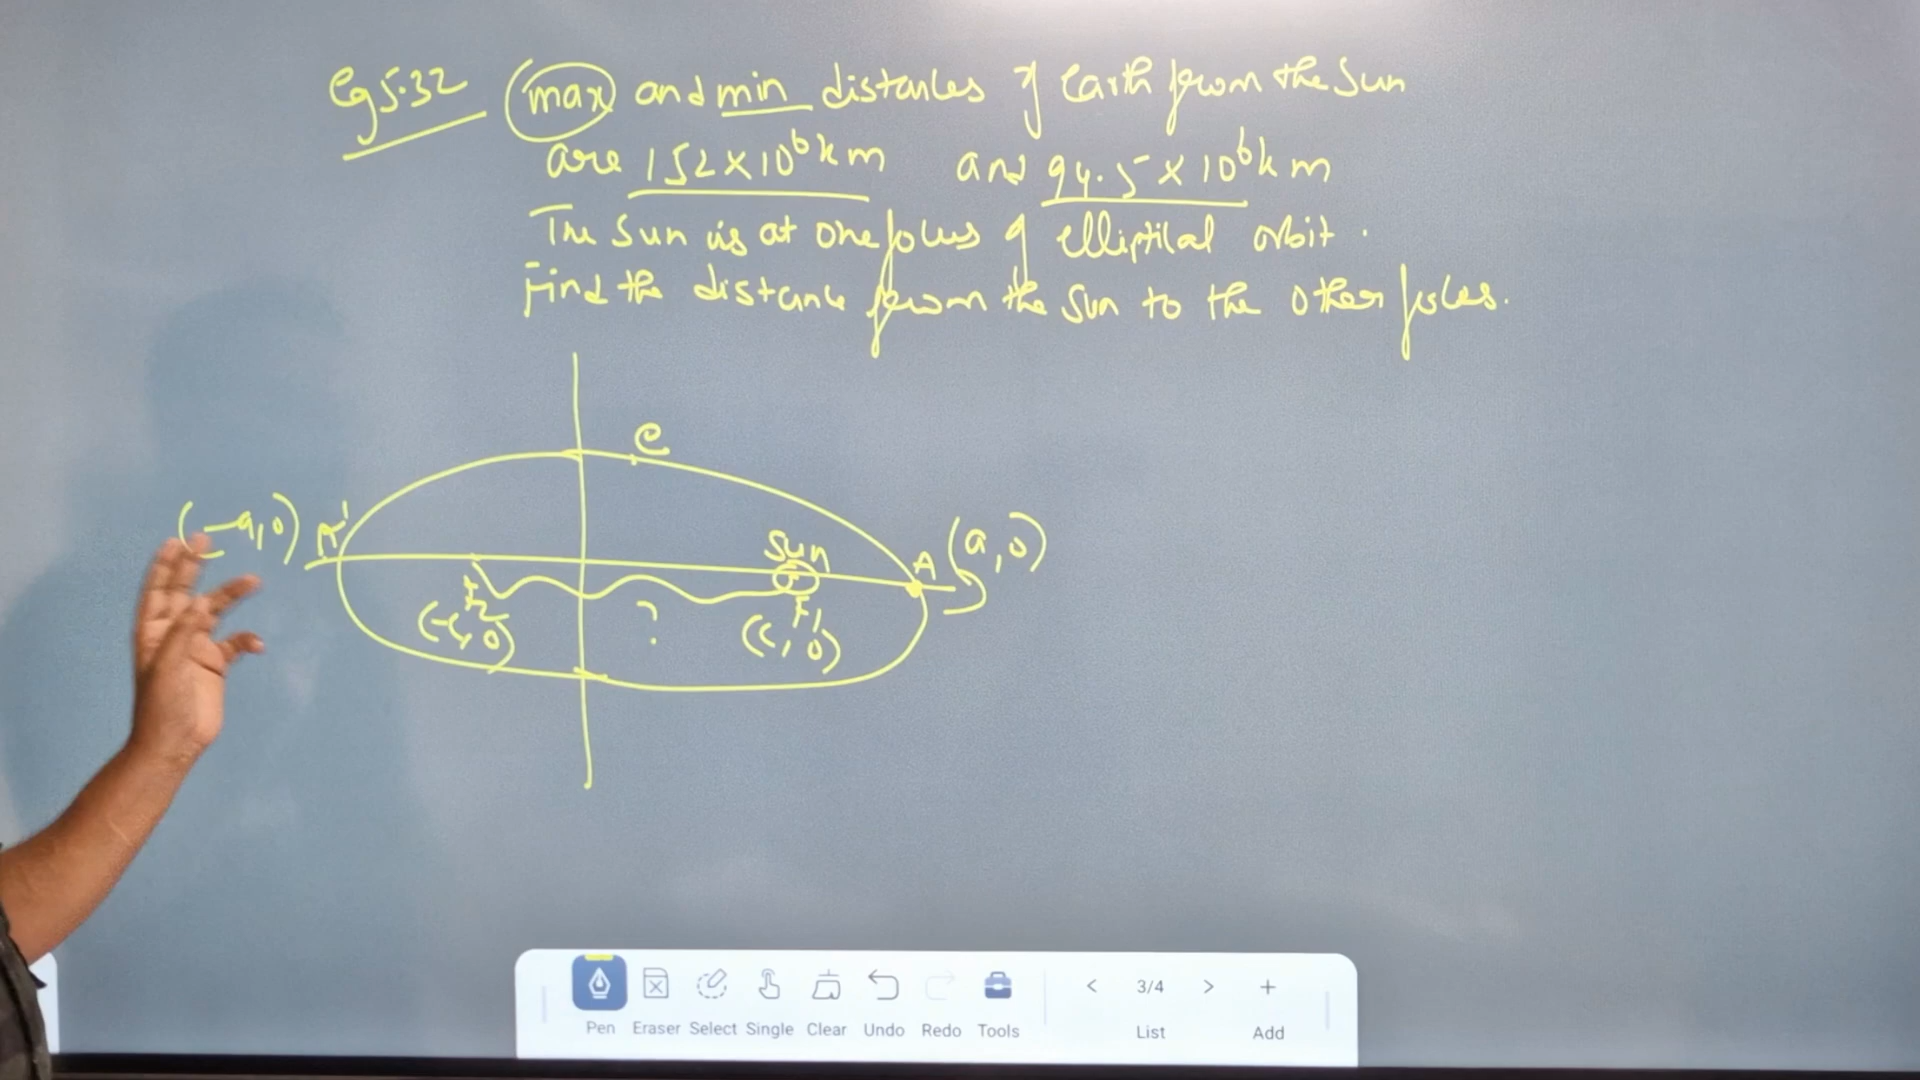 Eg 5.32 max and min distances of Earth from the Sun
are 152 × 10⁶ km and 94.5 × 10⁶ km
The Sun is at one focus of elliptical orbit.
Find the distance from the Sun to the other focus.
e
(-a,0) A' Sun A (a,0)
F₂ F₁
(-c,0) ? (c,0)
Pen Eraser Select Single Clear Undo Redo Tools < 3/4 > +
List Add